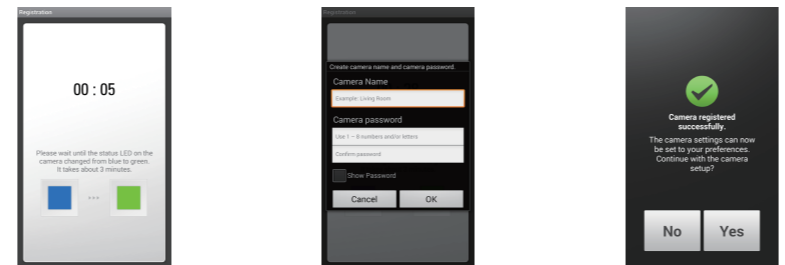 Registration
00 : 05
Please wait until the status LED on the
camera changed from blue to green.
It takes about 3 minutes.
>>>
Registration
Create camera name and camera password.
Camera Name
Example: Living Room
Camera password
Use 1 – 8 numbers and/or letters.
Confirm password
Show Password
Cancel
OK
Camera registered
successfully.
The camera settings can now
be set to your preferences.
Continue with the camera
setup?
No
Yes